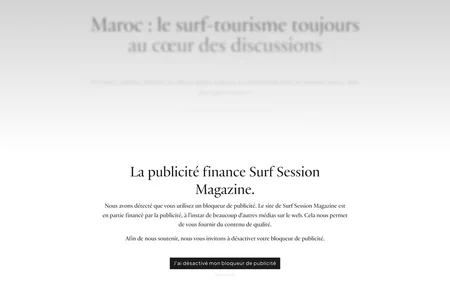 Maroc : le surf-tourisme toujours
au cœur des discussions
La publicité finance Surf Session
Magazine.
Nous avons détecté que vous utilisez un bloqueur de publicité. Le site de Surf Session Magazine est
en partie financé par la publicité, à l'instar de beaucoup d'autres médias sur le web. Cela nous permet
de vous fournir du contenu de qualité.
Afin de nous soutenir, nous vous invitons à désactiver votre bloqueur de publicité.
J'ai désactivé mon bloqueur de publicité